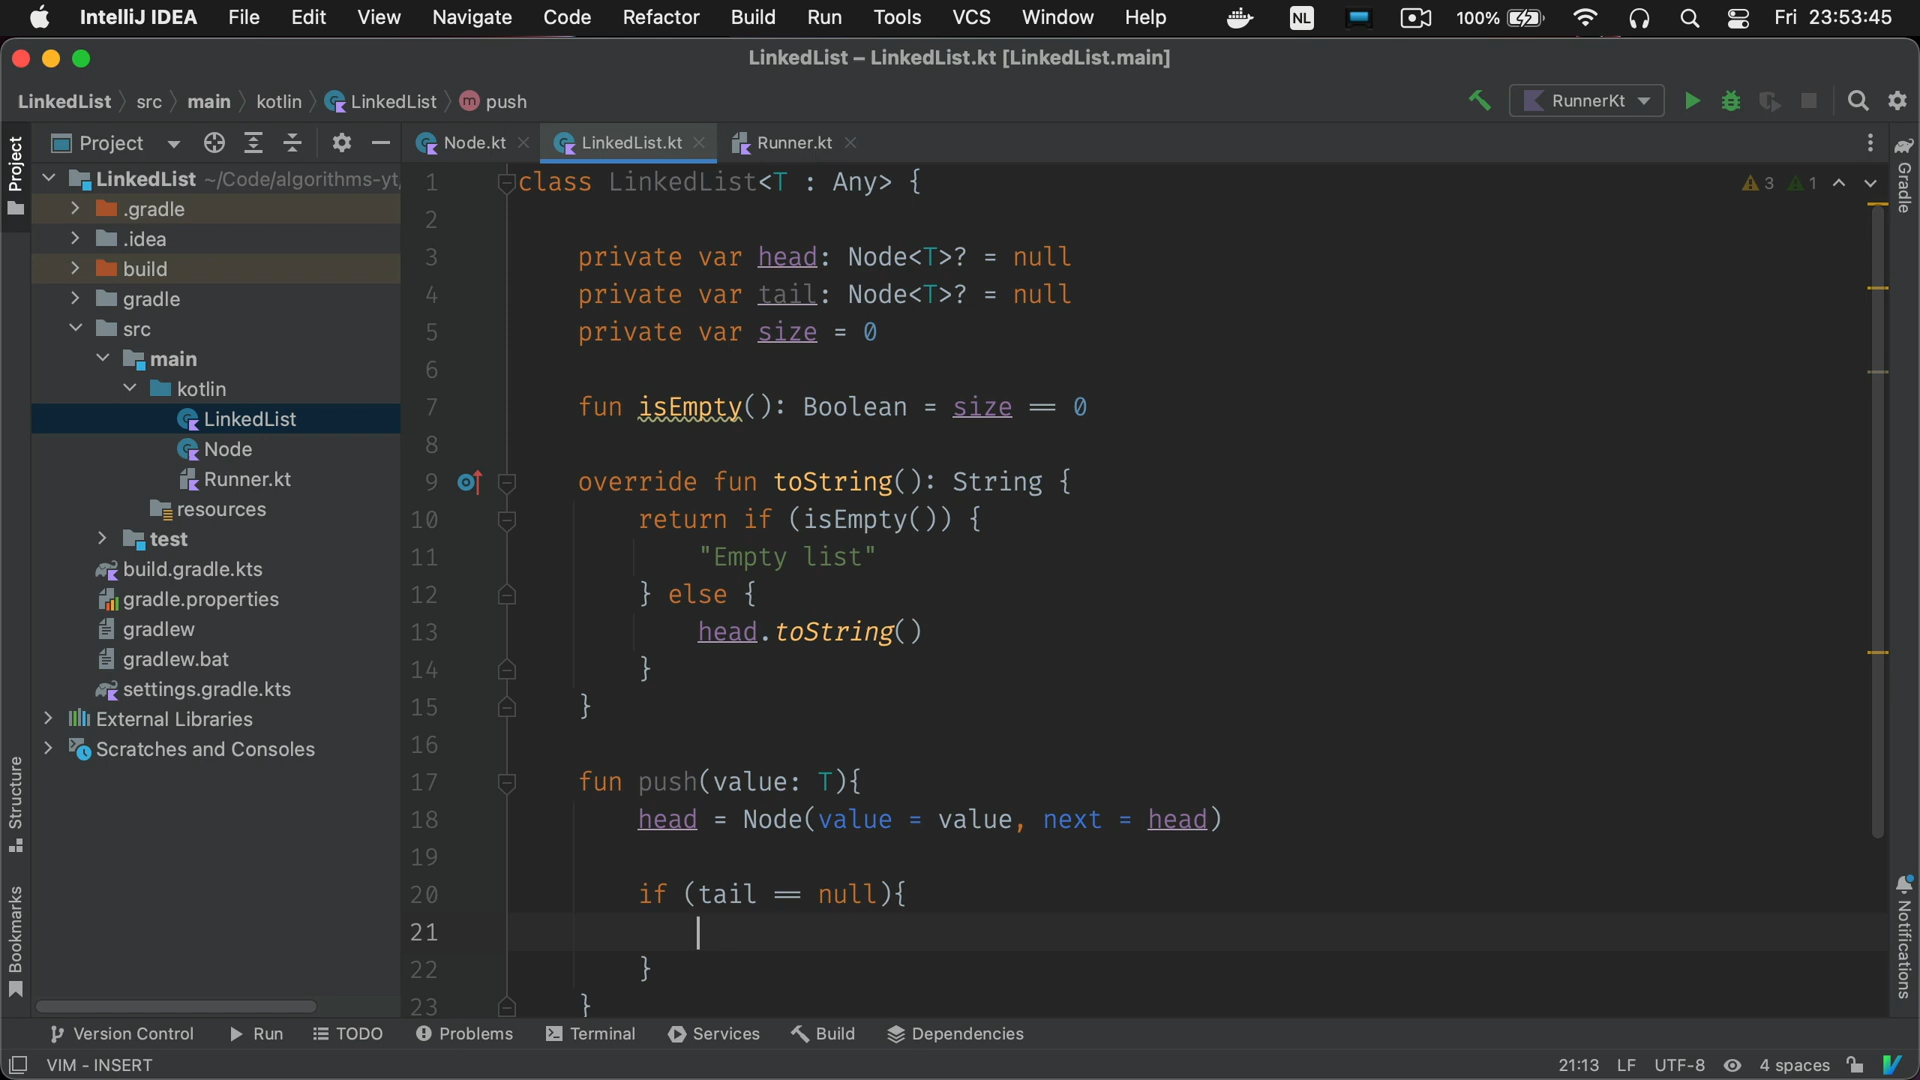 IntelliJ IDEA File Edit View Navigate Code Refactor Build Run Tools VCS Window Help NL 100% Fri 23:53:45
LinkedList – LinkedList.kt [LinkedList.main]
LinkedList src main kotlin LinkedList m push RunnerKt
Project Node.kt LinkedList.kt Runner.kt
Project
Structure
Bookmarks
LinkedList ~/Code/algorithms-yt
.gradle
.idea
build
gradle
src
main
kotlin
LinkedList
Node
Runner.kt
resources
test
build.gradle.kts
gradle.properties
gradlew
gradlew.bat
settings.gradle.kts
External Libraries
Scratches and Consoles
1 class LinkedList<T : Any> {
2
3 private var head: Node<T>? = null
4 private var tail: Node<T>? = null
5 private var size = 0
6
7 fun isEmpty(): Boolean = size == 0
8
9 override fun toString(): String {
10 return if (isEmpty()) {
11 "Empty list"
12 } else {
13 head.toString()
14 }
15 }
16
17 fun push(value: T){
18 head = Node(value = value, next = head)
19
20 if (tail == null){
21
22 }
23 }
3 1
Gradle
Notifications
Version Control Run TODO Problems Terminal Services Build Dependencies
VIM - INSERT 21:13 LF UTF-8 4 spaces